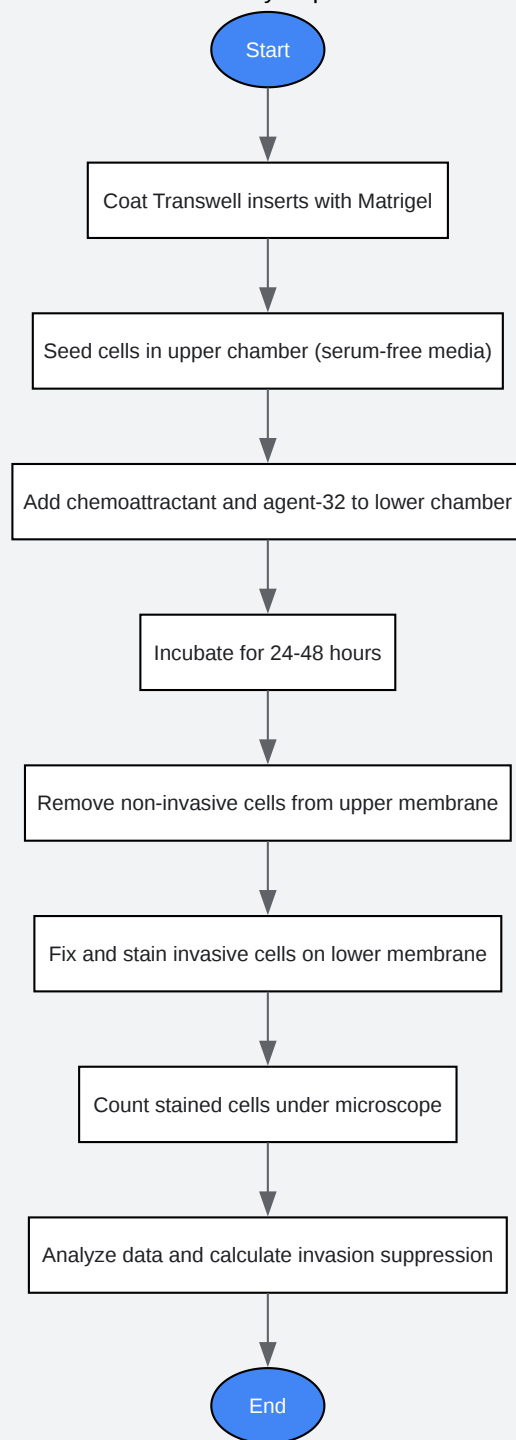 Start
Coat Transwell inserts with Matrigel
Seed cells in upper chamber (serum-free media)
Add chemoattractant and agent-32 to lower chamber
Incubate for 24-48 hours
Remove non-invasive cells from upper membrane
Fix and stain invasive cells on lower membrane
Count stained cells under microscope
Analyze data and calculate invasion suppression
End